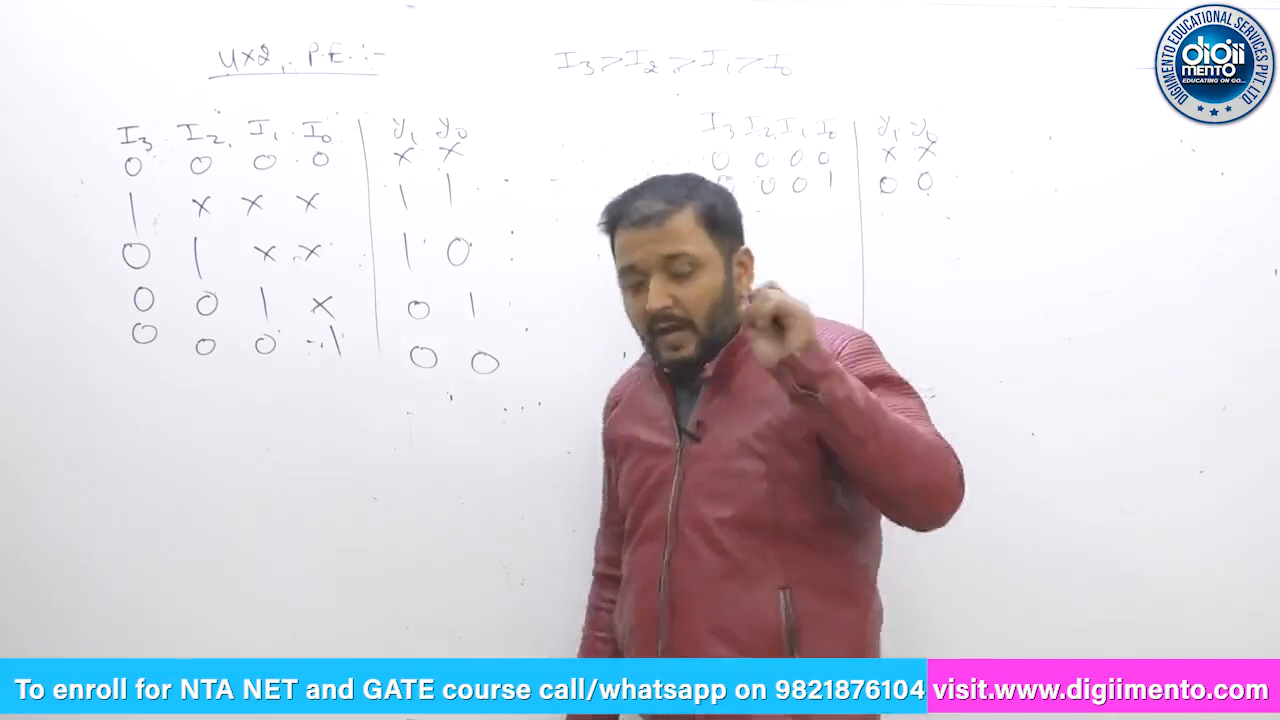 4x2, P.E :-
I3 > I2 > I1 > I0
I3 I2 I1 I0 y1 y0
0 0 0 0 x x
1 x x x 1 1
0 1 x x 1 0
0 0 1 x 0 1
0 0 0 1 0 0
I3 I2 I1 I0 y1 y0
0 0 0 0 x x
0 0 0 1 0 0
DIGIIMENTO EDUCATIONAL SERVICES PVT. LTD
digii
MENTO
EDUCATING ON GO...
To enroll for NTA NET and GATE course call/whatsapp on 9821876104 visit.www.digiimento.com